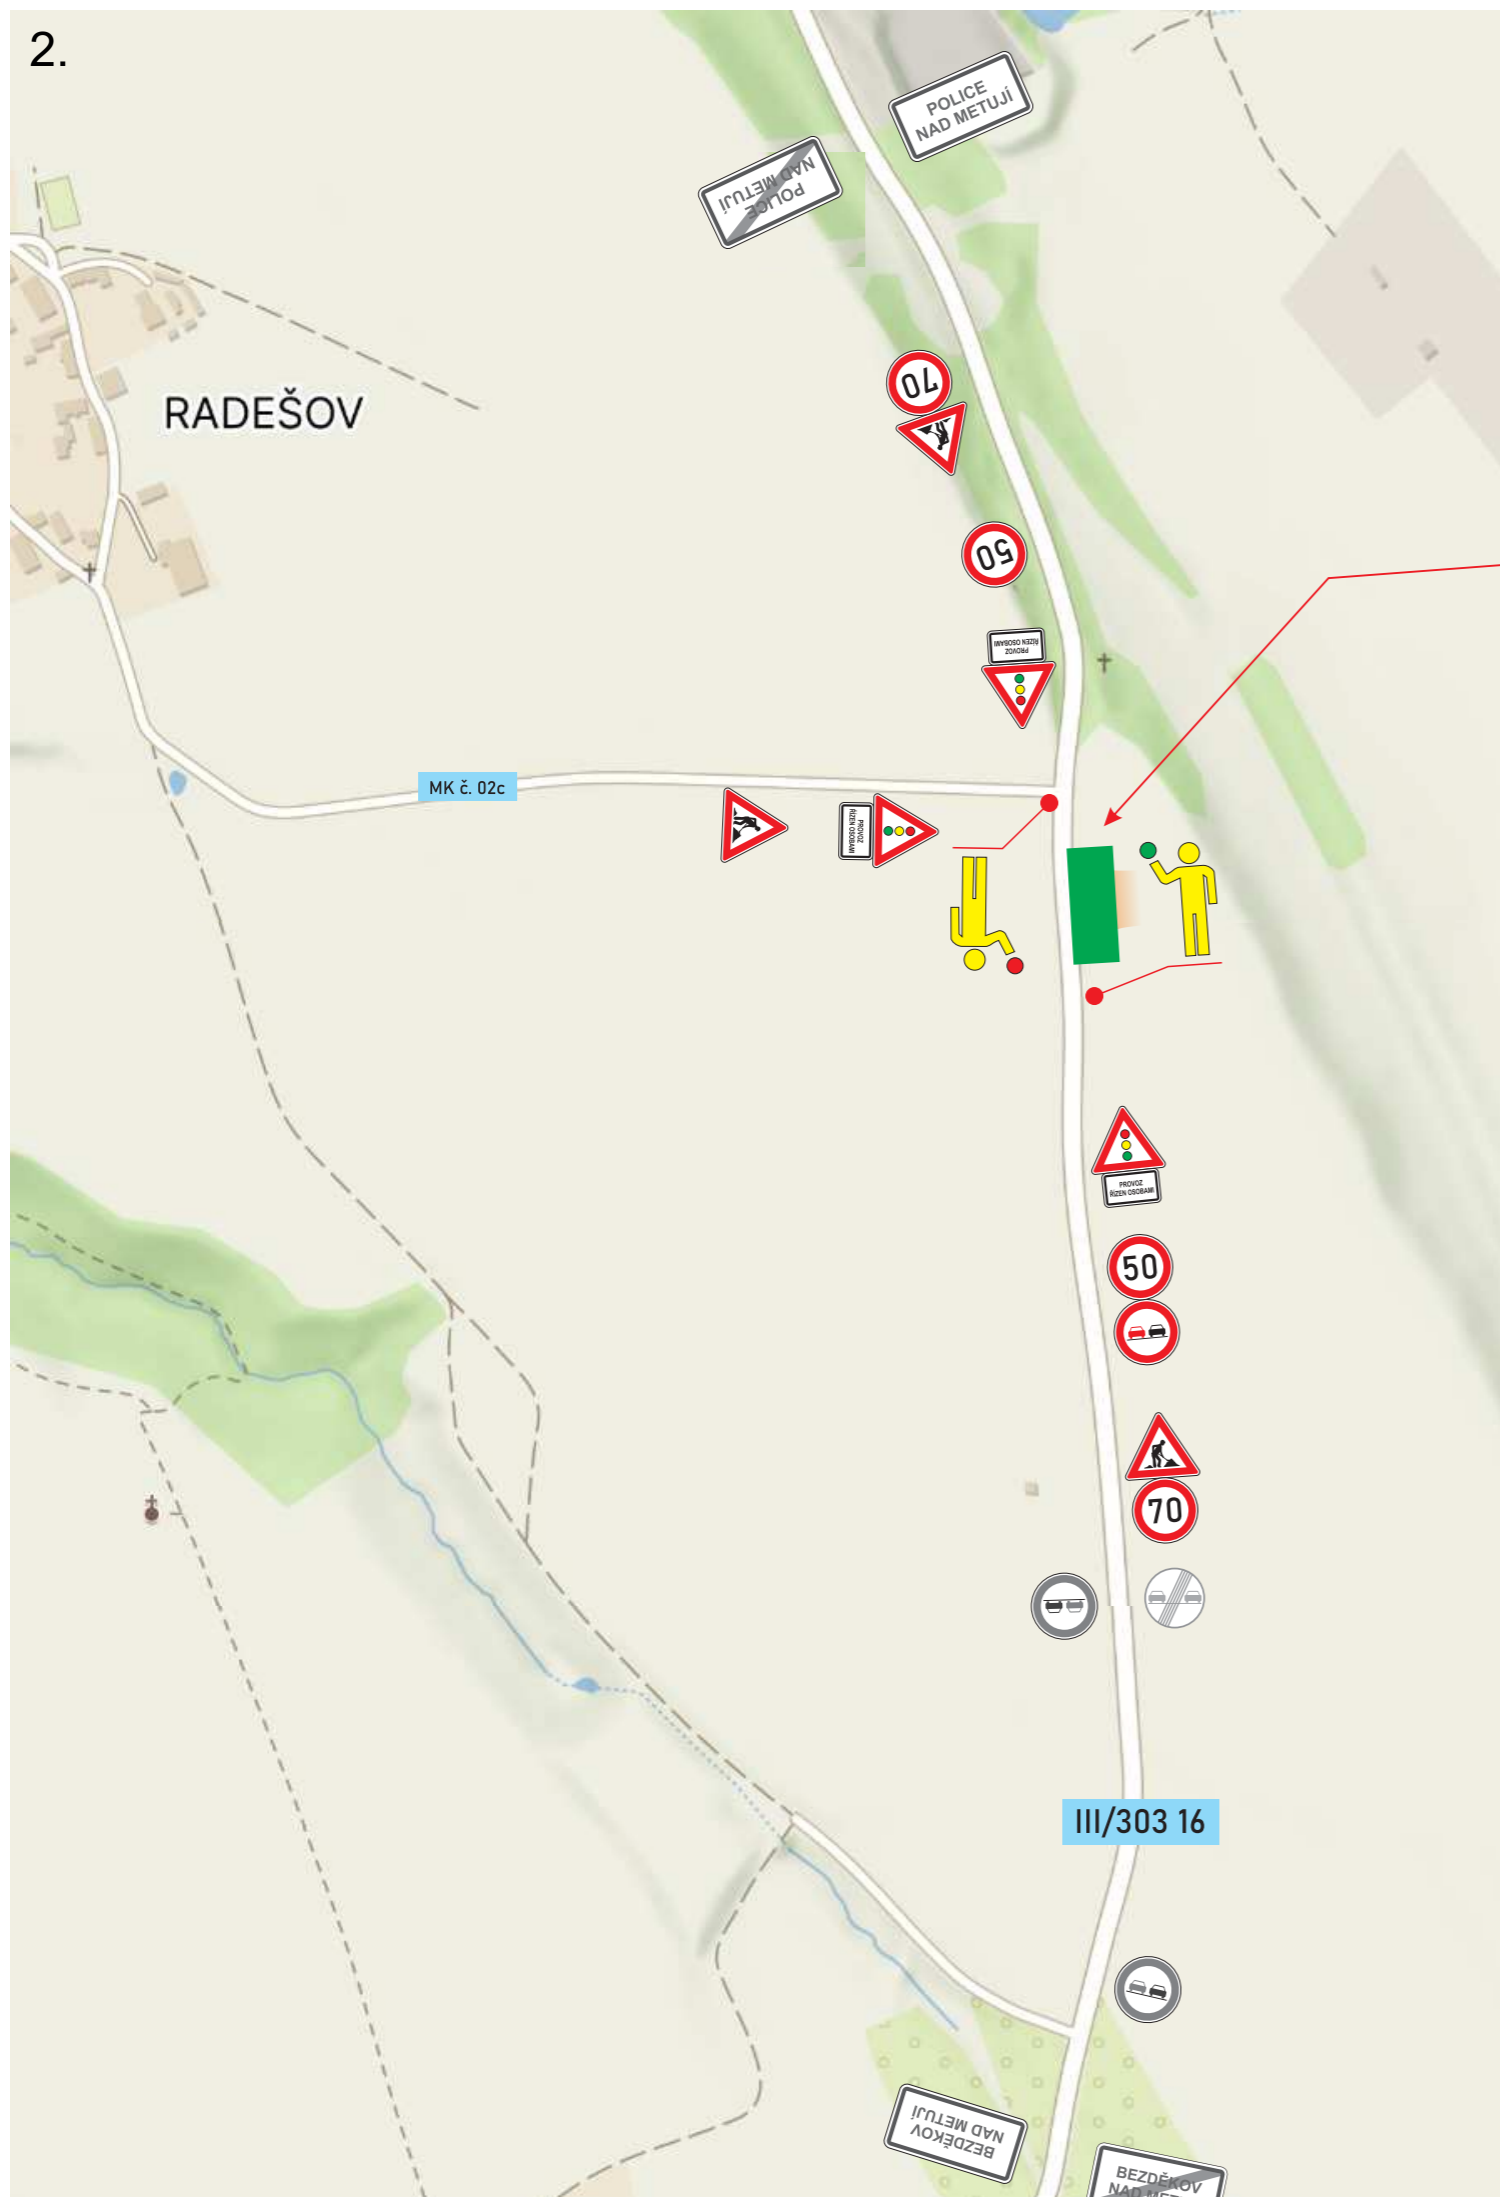 2.
POLICE
NAD METUJÍ
POLICE
NAD METUJÍ
70
RADEŠOV
50
PROVOZ
ŘÍZEN OSOBAMI
MK č. 02c
PROVOZ
ŘÍZEN OSOBAMI
PROVOZ
ŘÍZEN OSOBAMI
50
70
III/303 16
BEZDĚKOV
NAD METUJÍ
BEZDĚKOV